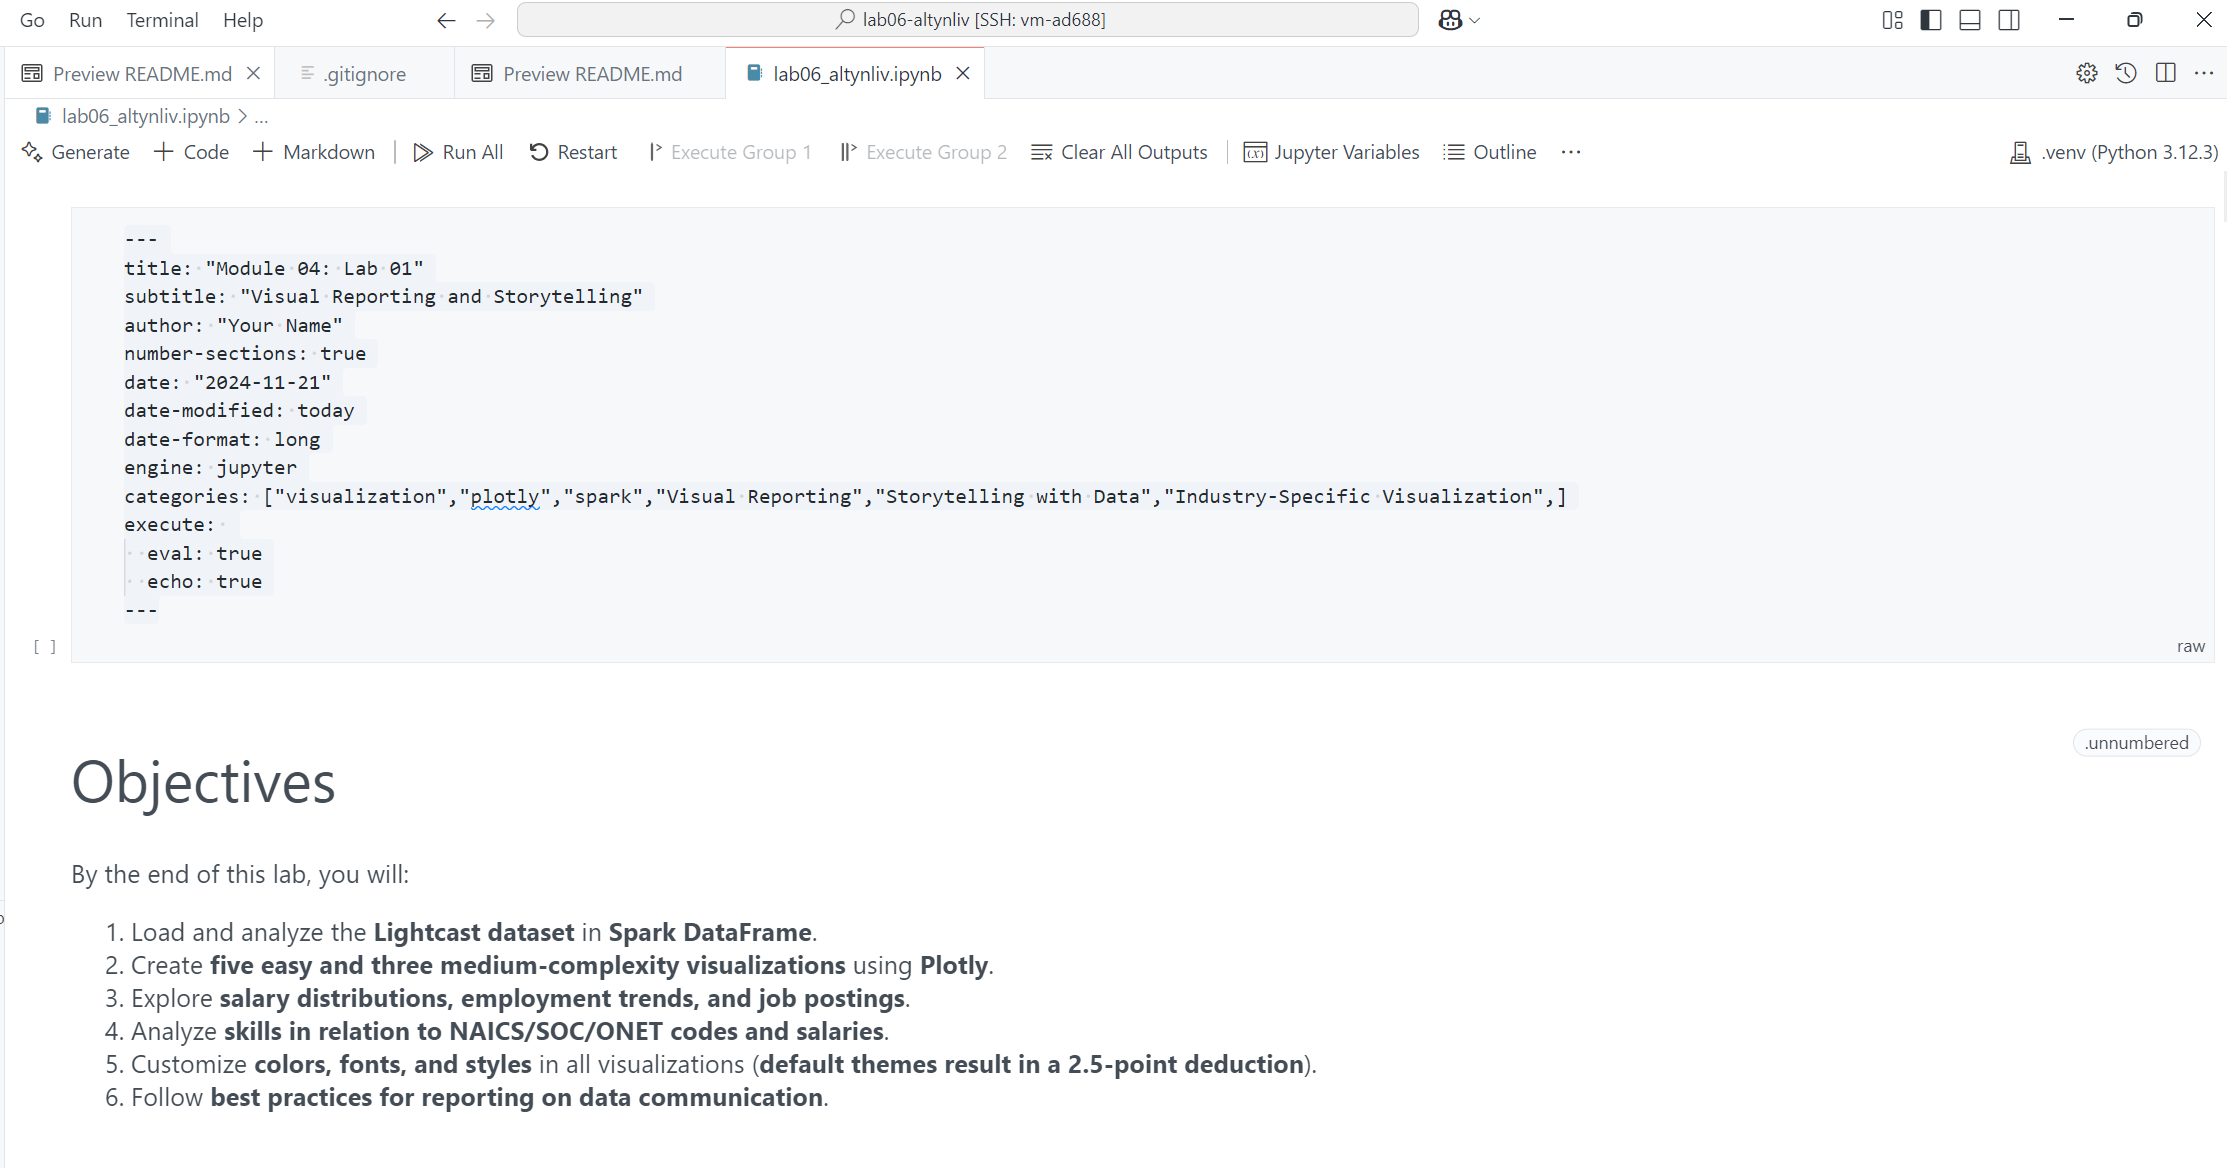 Go Run Terminal Help lab06-altynliv [SSH: vm-ad688]
Preview README.md .gitignore Preview README.md lab06_altynliv.ipynb
lab06_altynliv.ipynb > ...
Generate + Code + Markdown Run All Restart Execute Group 1 Execute Group 2 Clear All Outputs Jupyter Variables Outline ... .venv (Python 3.12.3)
---
title: "Module 04: Lab 01"
subtitle: "Visual Reporting and Storytelling"
author: "Your Name"
number-sections: true
date: "2024-11-21"
date-modified: today
date-format: long
engine: jupyter
categories: ["visualization","plotly","spark","Visual Reporting","Storytelling with Data","Industry-Specific Visualization",]
execute:
  eval: true
  echo: true
---
[ ] raw
.unnumbered
Objectives
By the end of this lab, you will:
1. Load and analyze the Lightcast dataset in Spark DataFrame.
2. Create five easy and three medium-complexity visualizations using Plotly.
3. Explore salary distributions, employment trends, and job postings.
4. Analyze skills in relation to NAICS/SOC/ONET codes and salaries.
5. Customize colors, fonts, and styles in all visualizations (default themes result in a 2.5-point deduction).
6. Follow best practices for reporting on data communication.